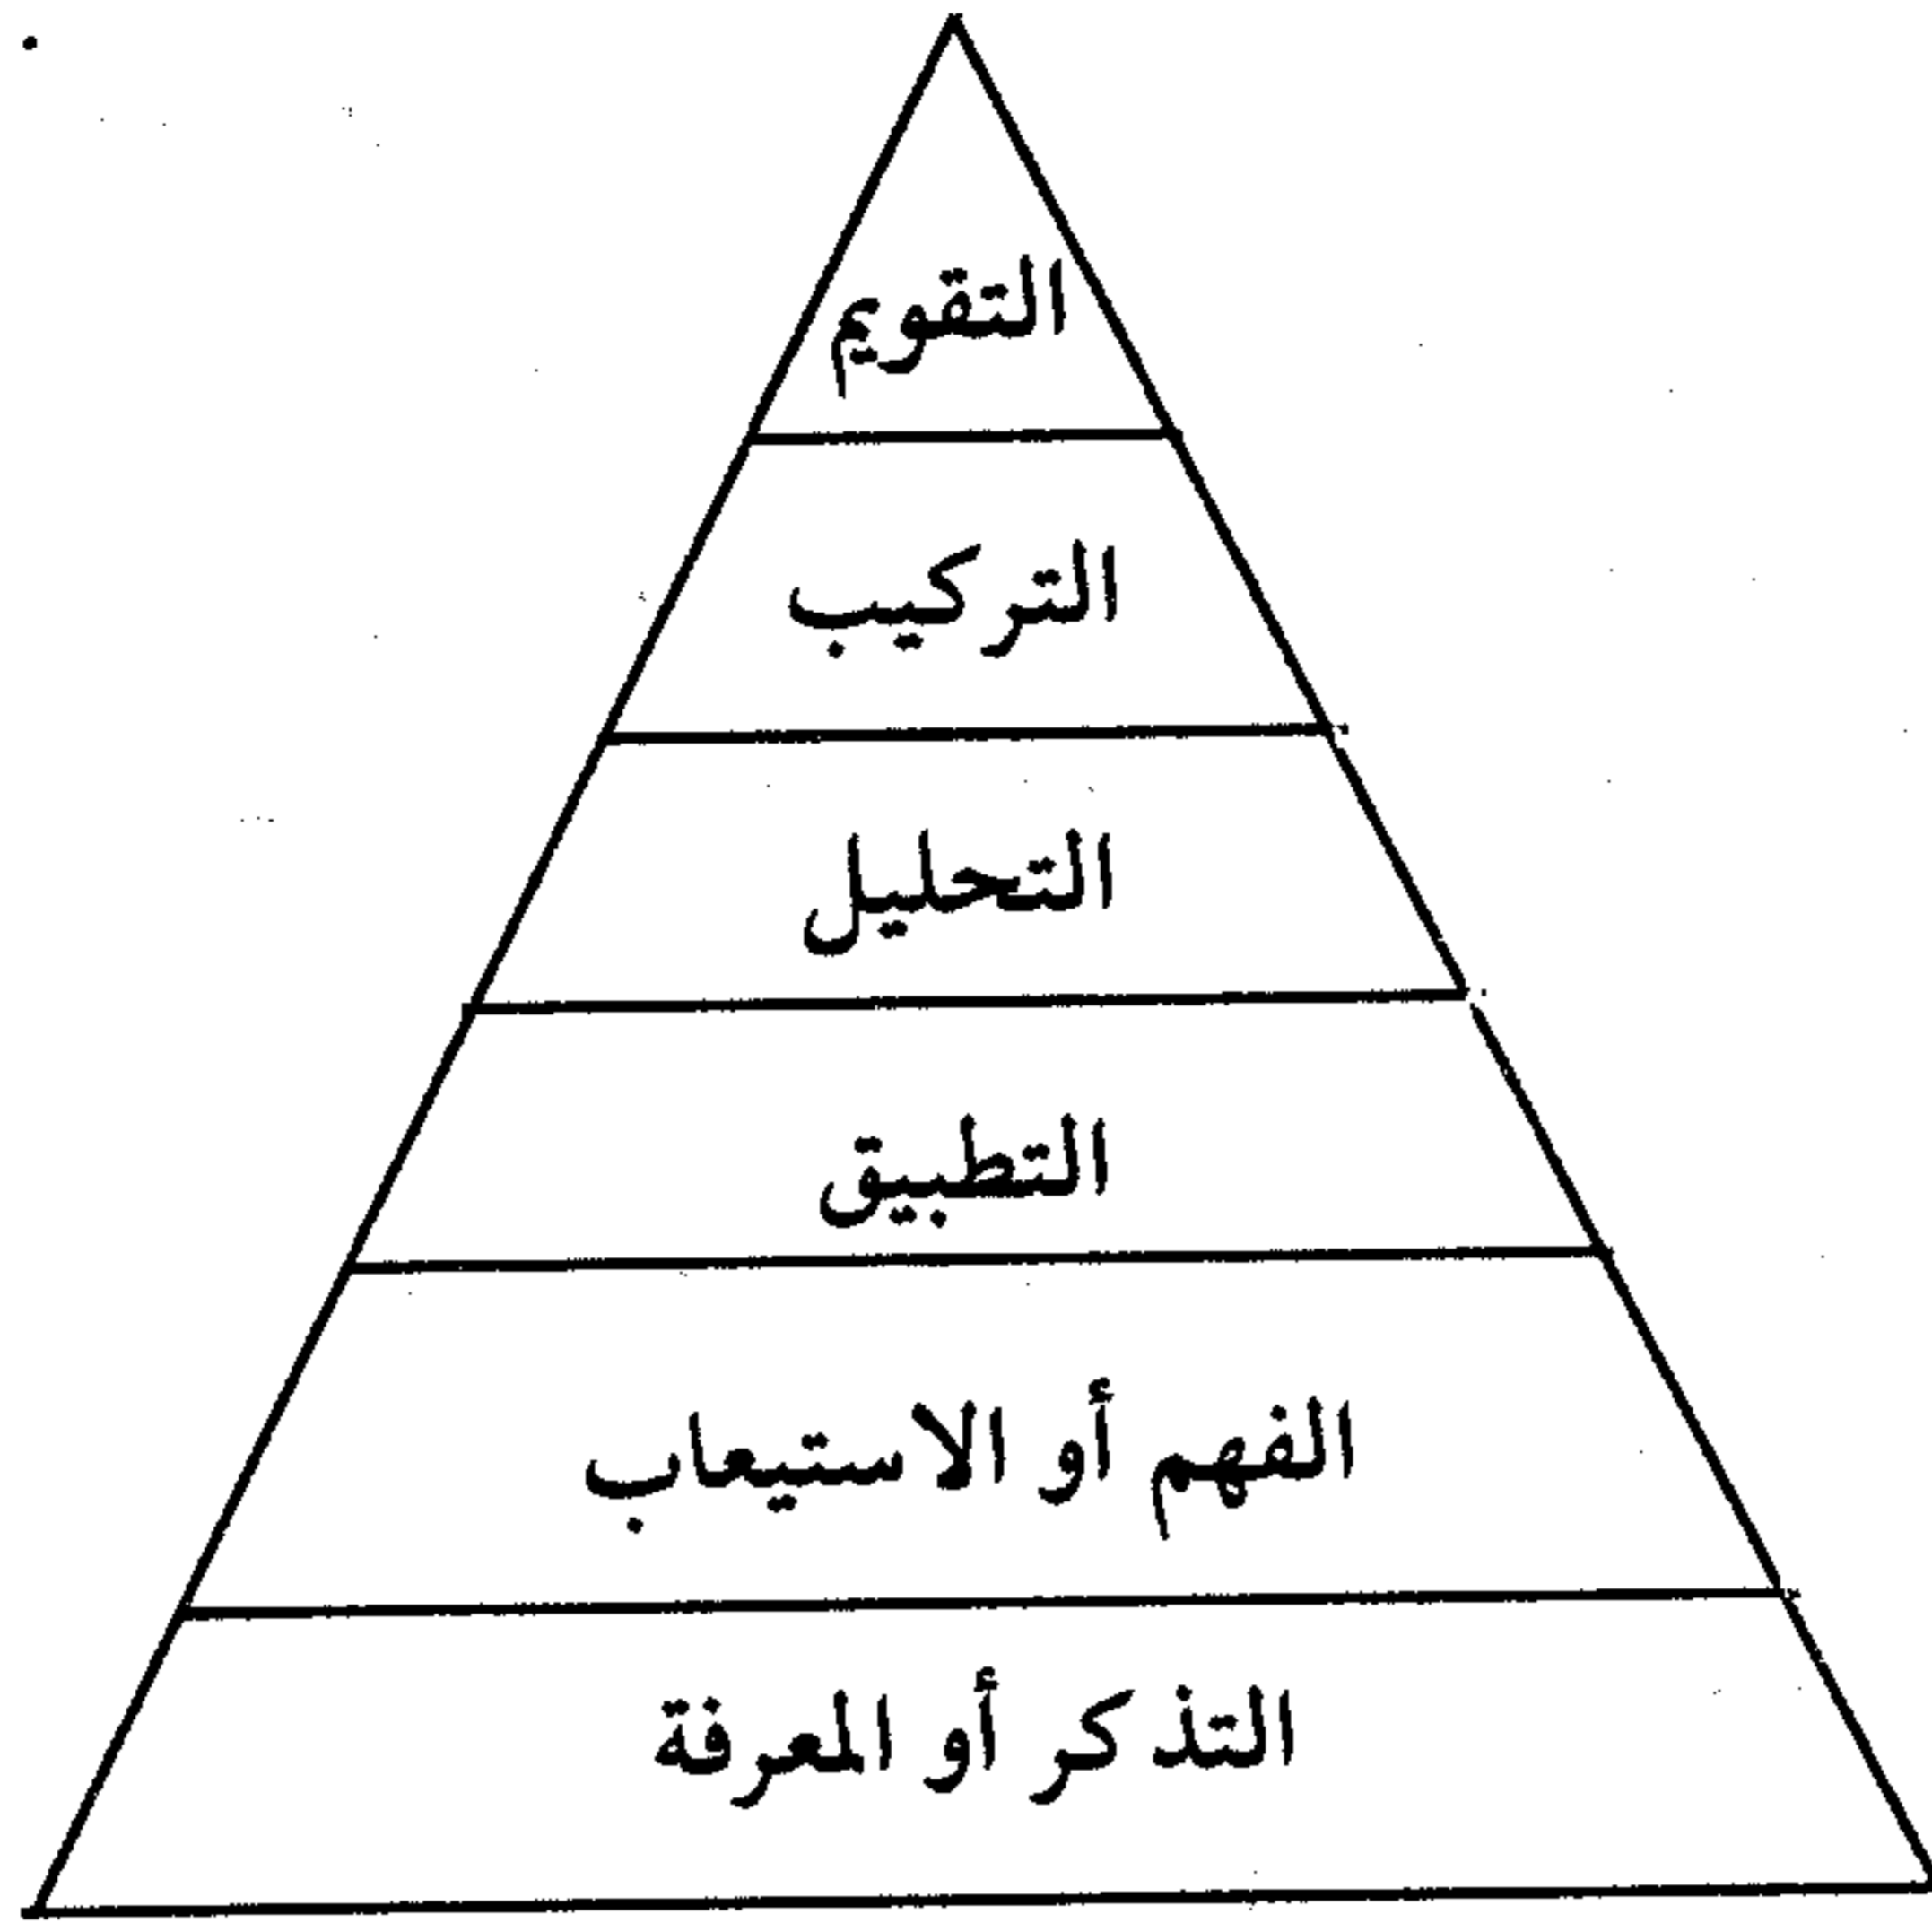 التقويم
التركيب
التحليل
التطبيق
الفهم أو الاستيعاب
التذكر أو المعرفة